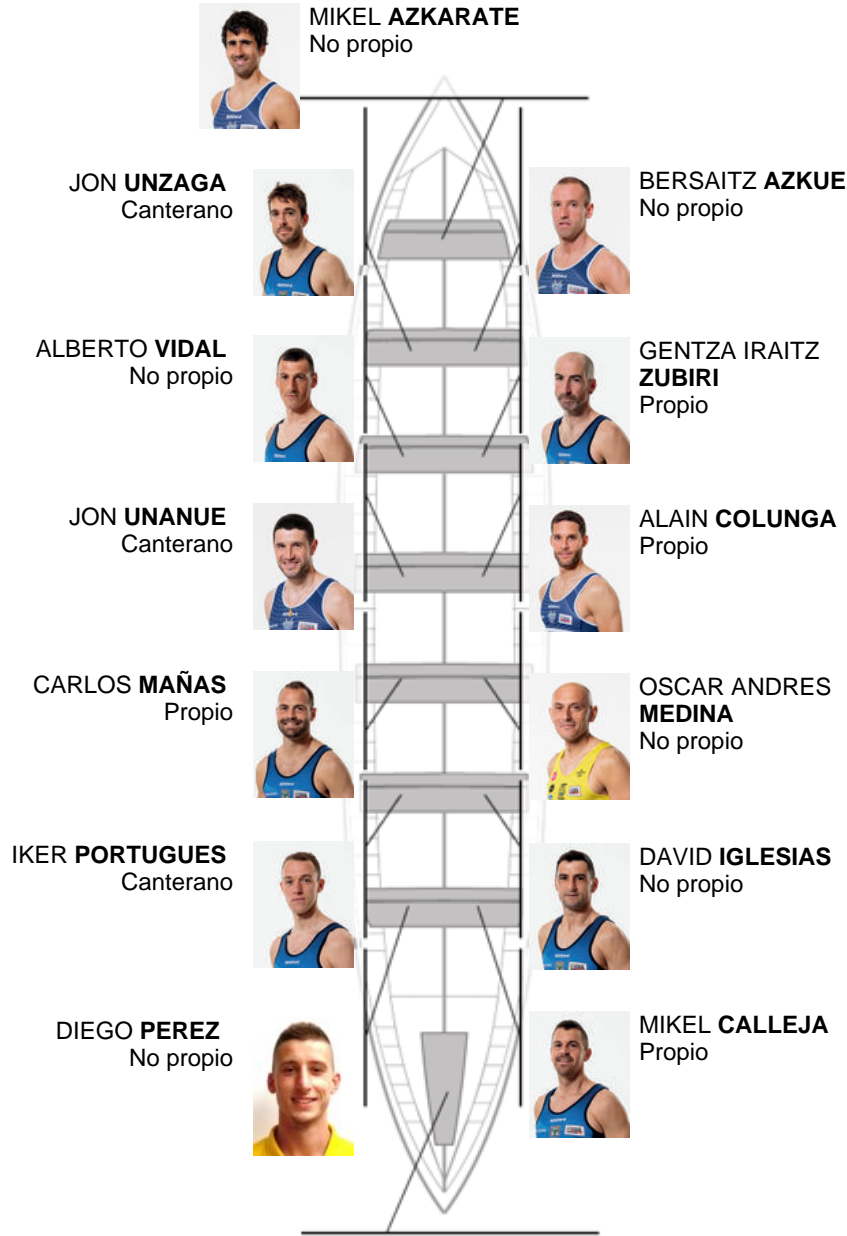 MIKEL AZKARATE
No propio
JON UNZAGA
Canterano
BERSAITZ AZKUE
No propio
ALBERTO VIDAL
No propio
GENTZA IRAITZ
ZUBIRI
Propio
JON UNANUE
Canterano
ALAIN COLUNGA
Propio
CARLOS MAÑAS
Propio
OSCAR ANDRES
MEDINA
No propio
IKER PORTUGUES
Canterano
DAVID IGLESIAS
No propio
DIEGO PEREZ
No propio
MIKEL CALLEJA
Propio